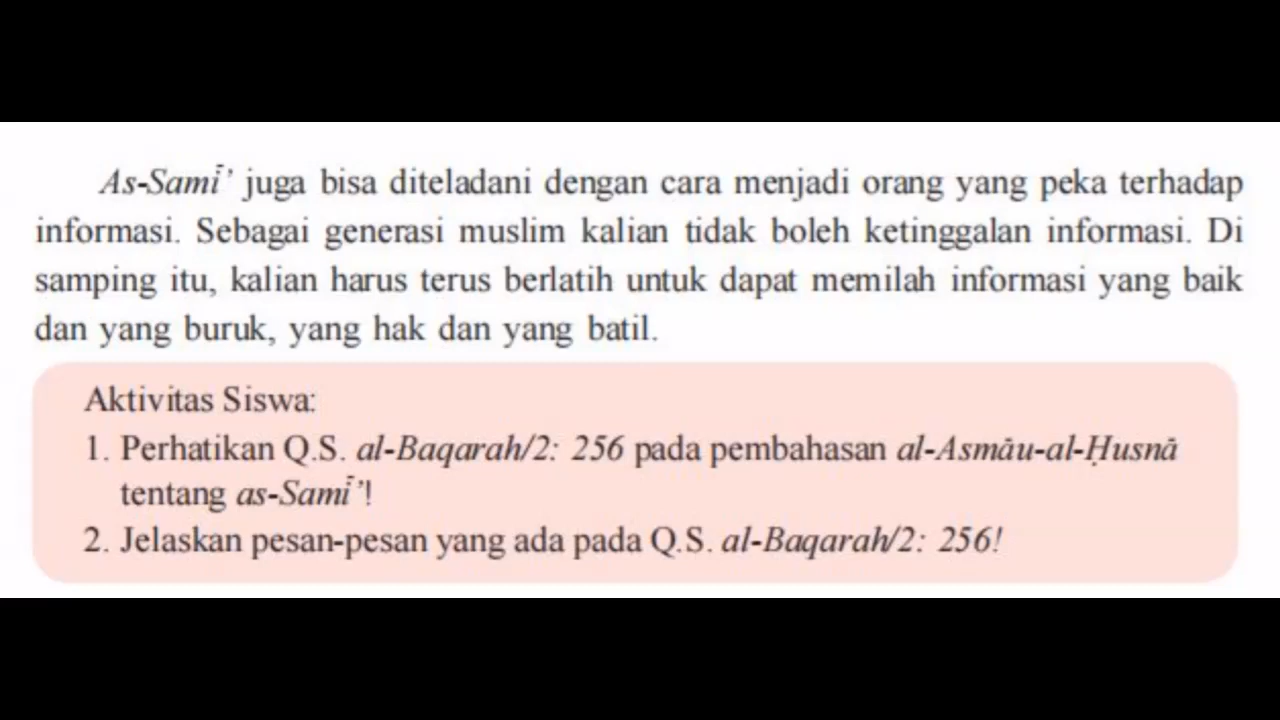 As-Samī’ juga bisa diteladani dengan cara menjadi orang yang peka terhadap
informasi. Sebagai generasi muslim kalian tidak boleh ketinggalan informasi. Di
samping itu, kalian harus terus berlatih untuk dapat memilah informasi yang baik
dan yang buruk, yang hak dan yang batil.
Aktivitas Siswa:
1. Perhatikan Q.S. al-Baqarah/2: 256 pada pembahasan al-Asmāu-al-Ḥusnā
tentang as-Samī’!
2. Jelaskan pesan-pesan yang ada pada Q.S. al-Baqarah/2: 256!